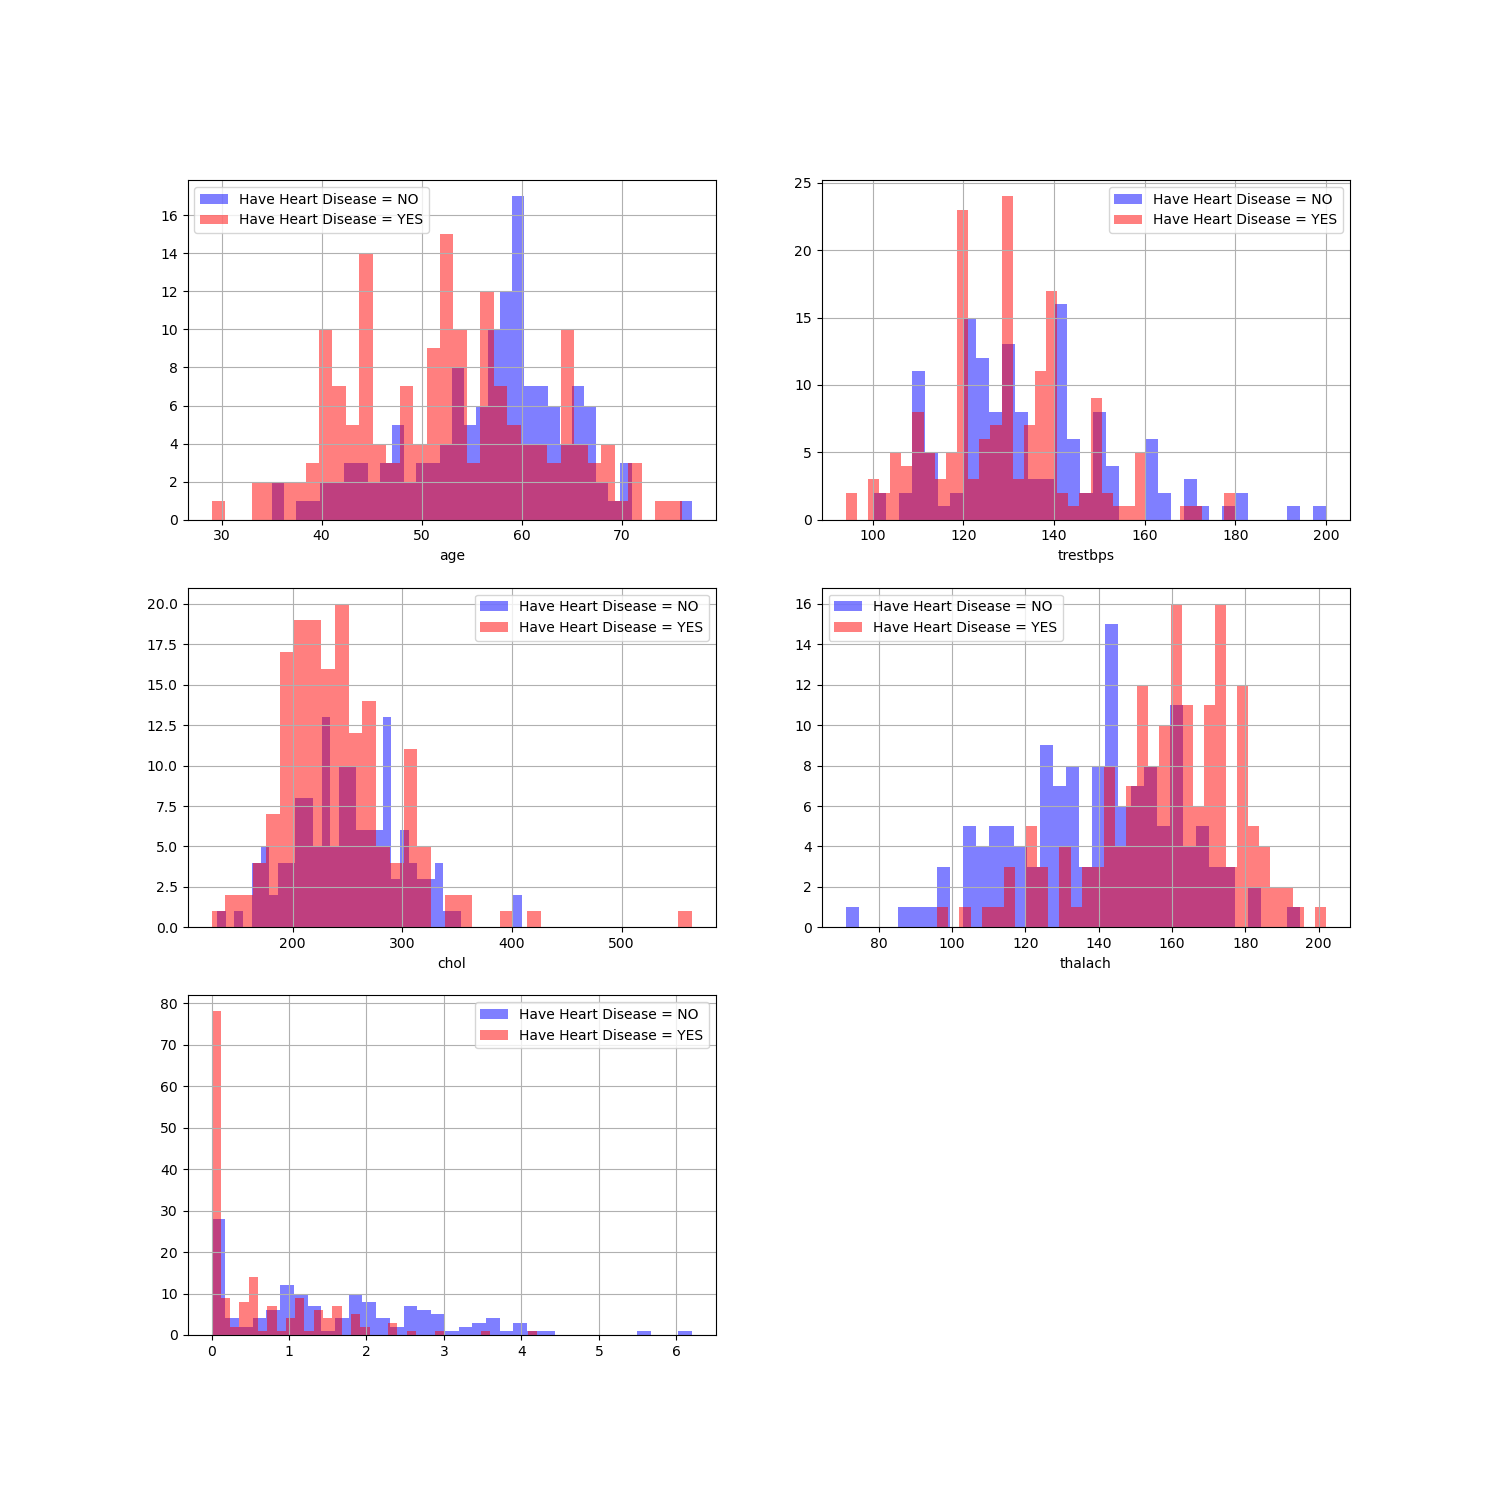 Have Heart Disease = NO
Have Heart Disease = YES
16
14
12
10
8
6
4
2
0
30 40 50 60 70
age
Have Heart Disease = NO
Have Heart Disease = YES
25
20
15
10
5
0
100 120 140 160 180 200
trestbps
Have Heart Disease = NO
Have Heart Disease = YES
20.0
17.5
15.0
12.5
10.0
7.5
5.0
2.5
0.0
200 300 400 500
chol
Have Heart Disease = NO
Have Heart Disease = YES
16
14
12
10
8
6
4
2
0
80 100 120 140 160 180 200
thalach
Have Heart Disease = NO
Have Heart Disease = YES
80
70
60
50
40
30
20
10
0
0 1 2 3 4 5 6